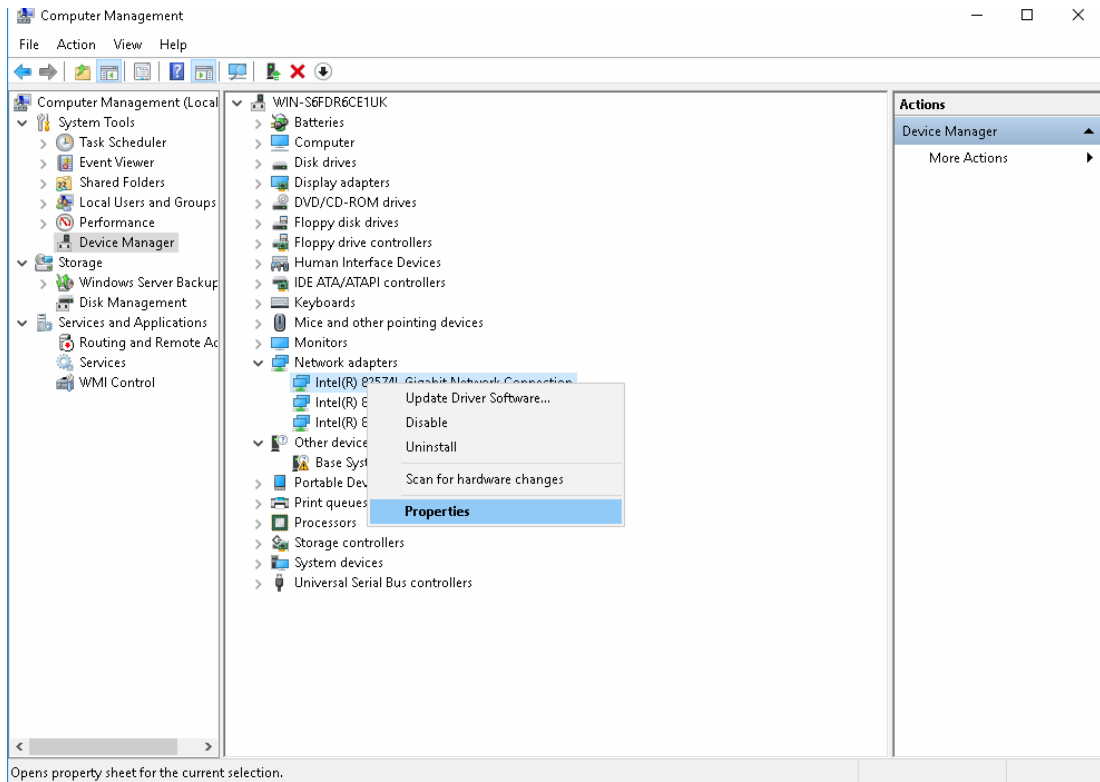 Computer Management
File Action View Help
Computer Management (Local
System Tools
Task Scheduler
Event Viewer
Shared Folders
Local Users and Groups
Performance
Device Manager
Storage
Windows Server Backup
Disk Management
Services and Applications
Routing and Remote Ac
Services
WMI Control
WIN-S6FDR6CE1UK
Batteries
Computer
Disk drives
Display adapters
DVD/CD-ROM drives
Floppy disk drives
Floppy drive controllers
Human Interface Devices
IDE ATA/ATAPI controllers
Keyboards
Mice and other pointing devices
Monitors
Network adapters
Intel(R) 82574L Gigabit Network Connection
Intel(R) 8
Intel(R) 8
Other device
Base Syst
Portable Dev
Print queues
Processors
Storage controllers
System devices
Universal Serial Bus controllers
Update Driver Software...
Disable
Uninstall
Scan for hardware changes
Properties
Actions
Device Manager
More Actions
Opens property sheet for the current selection.